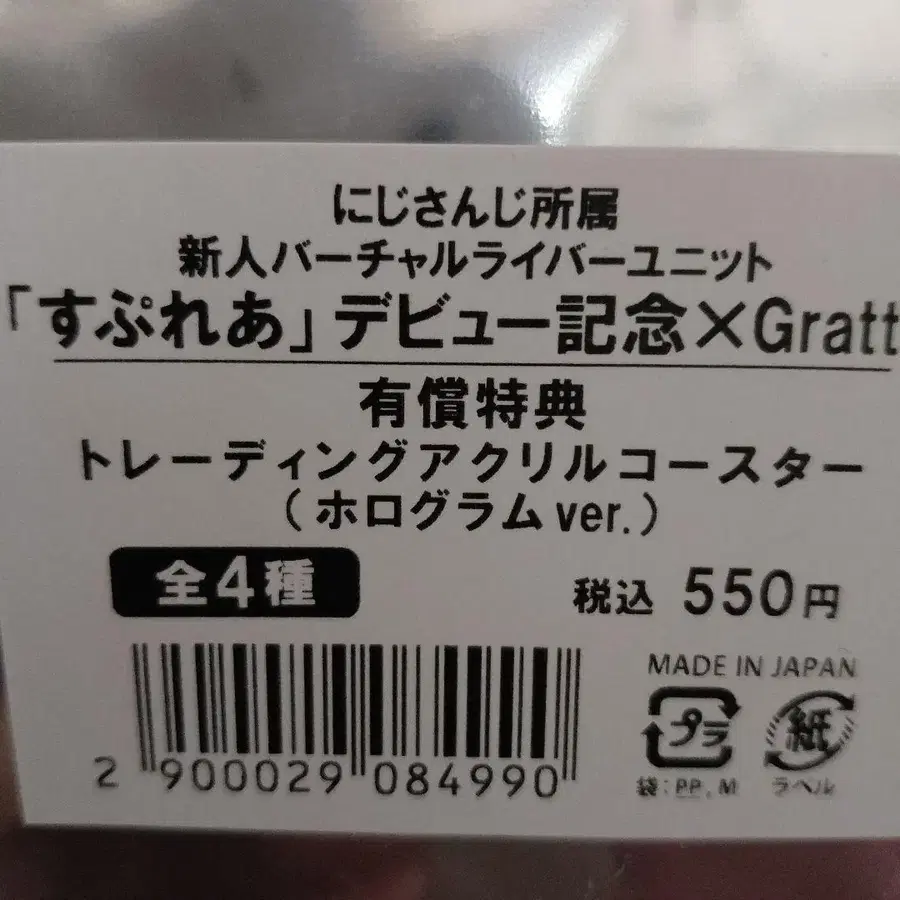 にじさんじ所属
新人バーチャルライバーユニット
「すぷれあ」デビュー記念×Gratt
有償特典
トレーディングアクリルコースター
(ホログラムver.)
全4種
税込 550円
MADE IN JAPAN
プラ
紙
袋:PP, M
ラベル
2 900029 084990